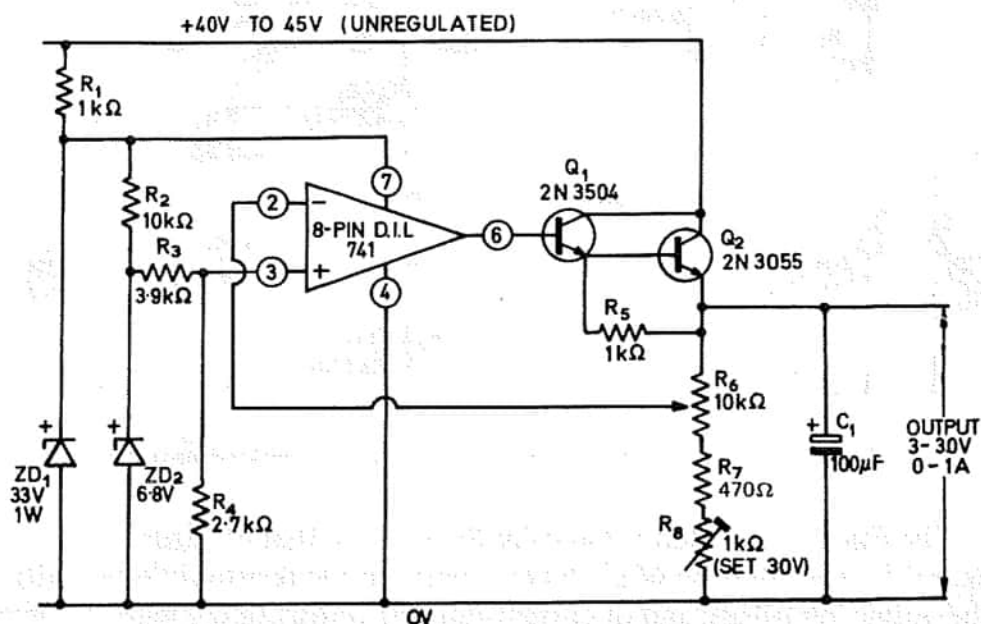 +40V TO 45V (UNREGULATED)
R1
1kΩ
R2
10kΩ
R3
3·9kΩ
2
3
7
8-PIN D.I.L
741
4
6
Q1
2N 3504
Q2
2N 3055
R5
1kΩ
R6
10kΩ
R7
470Ω
R8
1kΩ
(SET 30V)
+
C1
100μF
OUTPUT
3-30V
0-1A
+
ZD1
33V
1W
+
ZD2
6·8V
R4
2·7kΩ
0V